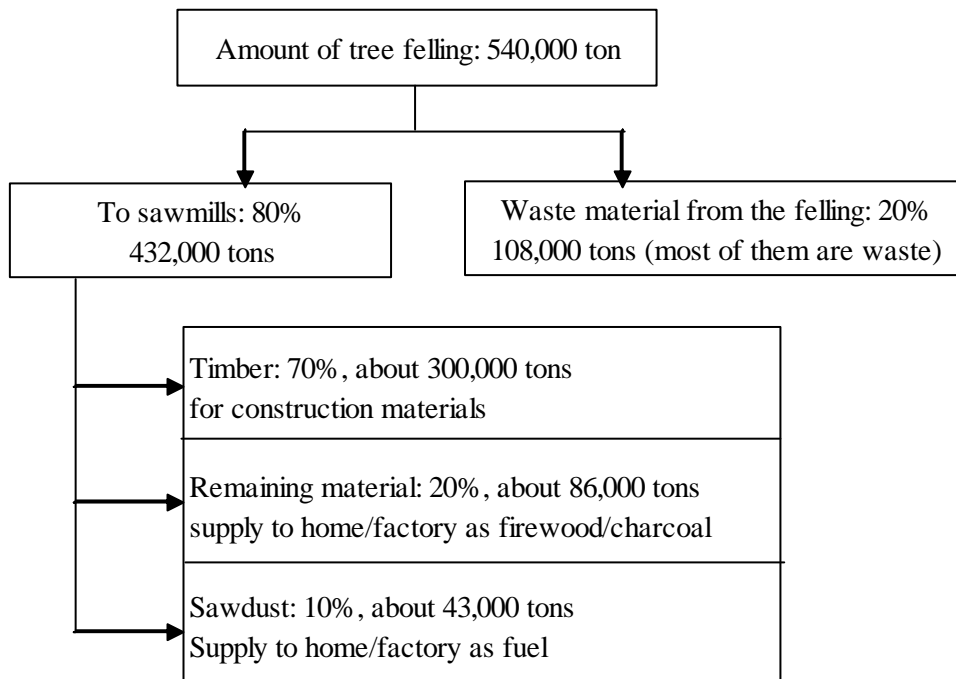 Amount of tree felling: 540,000 ton
To sawmills: 80%
432,000 tons
Waste material from the felling: 20%
108,000 tons (most of them are waste)
Timber: 70%, about 300,000 tons
for construction materials
Remaining material: 20%, about 86,000 tons
supply to home/factory as firewood/charcoal
Sawdust: 10%, about 43,000 tons
Supply to home/factory as fuel